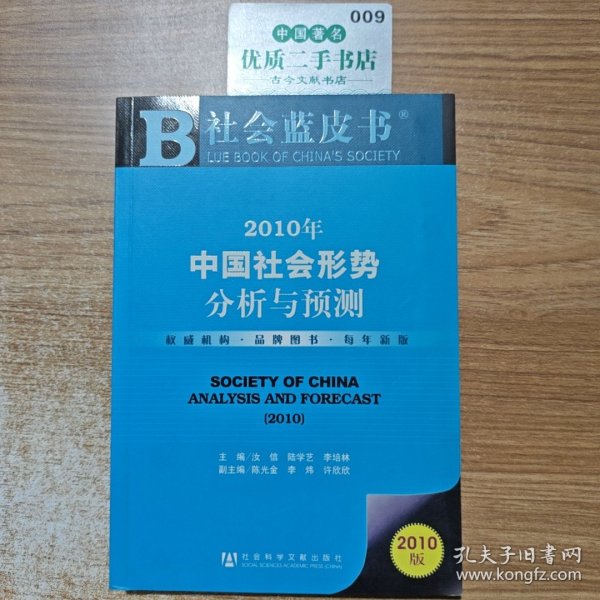 009
中国著名
优质二手书店
古今文献书店
B 社会蓝皮书®
LUE BOOK OF CHINA'S SOCIETY
2010年
中国社会形势
分析与预测
权威机构·品牌图书·每年新版
SOCIETY OF CHINA
ANALYSIS AND FORECAST
(2010)
主 编/汝 信 陆学艺 李培林
副主编/陈光金 李 炜 许欣欣
社会科学文献出版社
SOCIAL SCIENCES ACADEMIC PRESS (CHINA)
2010
版
孔夫子旧书网
www.kongfz.com